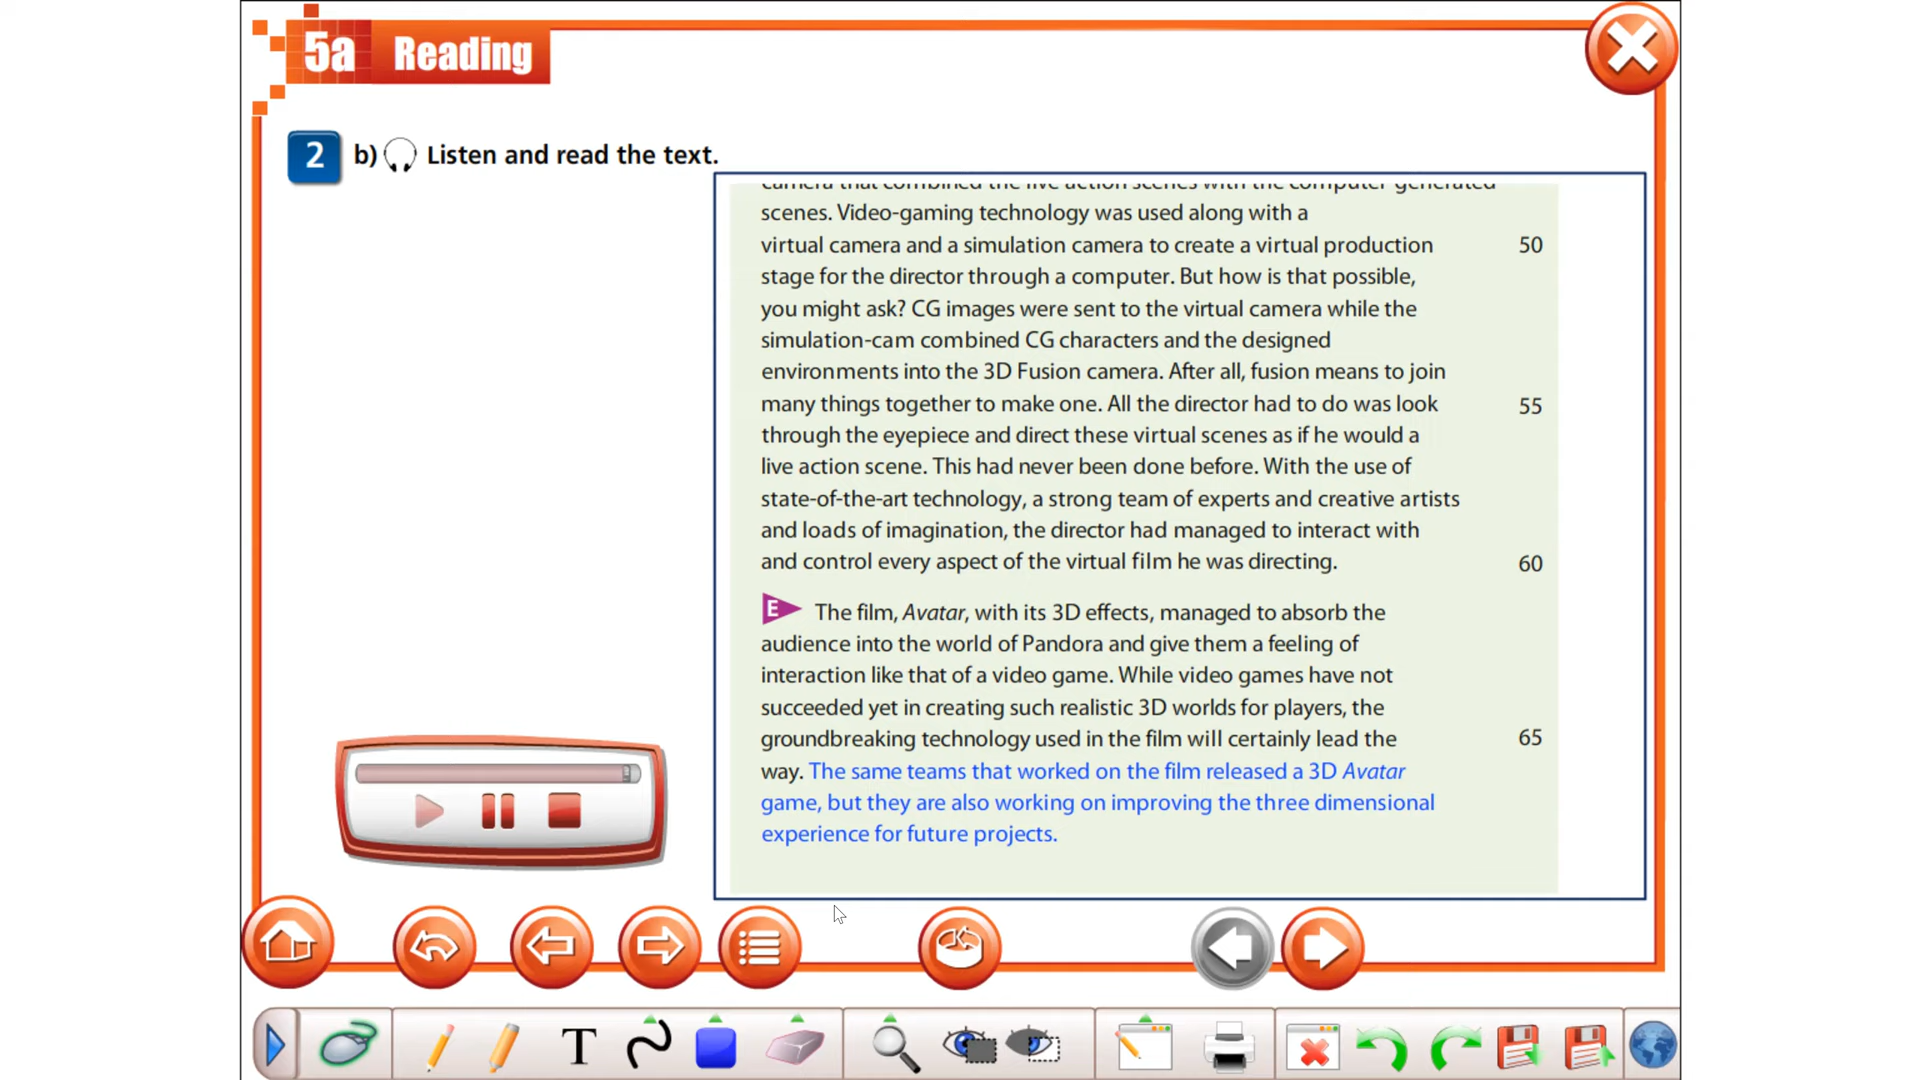 5a Reading
2 b) Listen and read the text.
camera that combined the live action scenes with the computer-generated
scenes. Video-gaming technology was used along with a
virtual camera and a simulation camera to create a virtual production 50
stage for the director through a computer. But how is that possible,
you might ask? CG images were sent to the virtual camera while the
simulation-cam combined CG characters and the designed
environments into the 3D Fusion camera. After all, fusion means to join
many things together to make one. All the director had to do was look 55
through the eyepiece and direct these virtual scenes as if he would a
live action scene. This had never been done before. With the use of
state-of-the-art technology, a strong team of experts and creative artists
and loads of imagination, the director had managed to interact with
and control every aspect of the virtual film he was directing. 60
E The film, Avatar, with its 3D effects, managed to absorb the
audience into the world of Pandora and give them a feeling of
interaction like that of a video game. While video games have not
succeeded yet in creating such realistic 3D worlds for players, the
groundbreaking technology used in the film will certainly lead the 65
way. The same teams that worked on the film released a 3D Avatar
game, but they are also working on improving the three dimensional
experience for future projects.
T